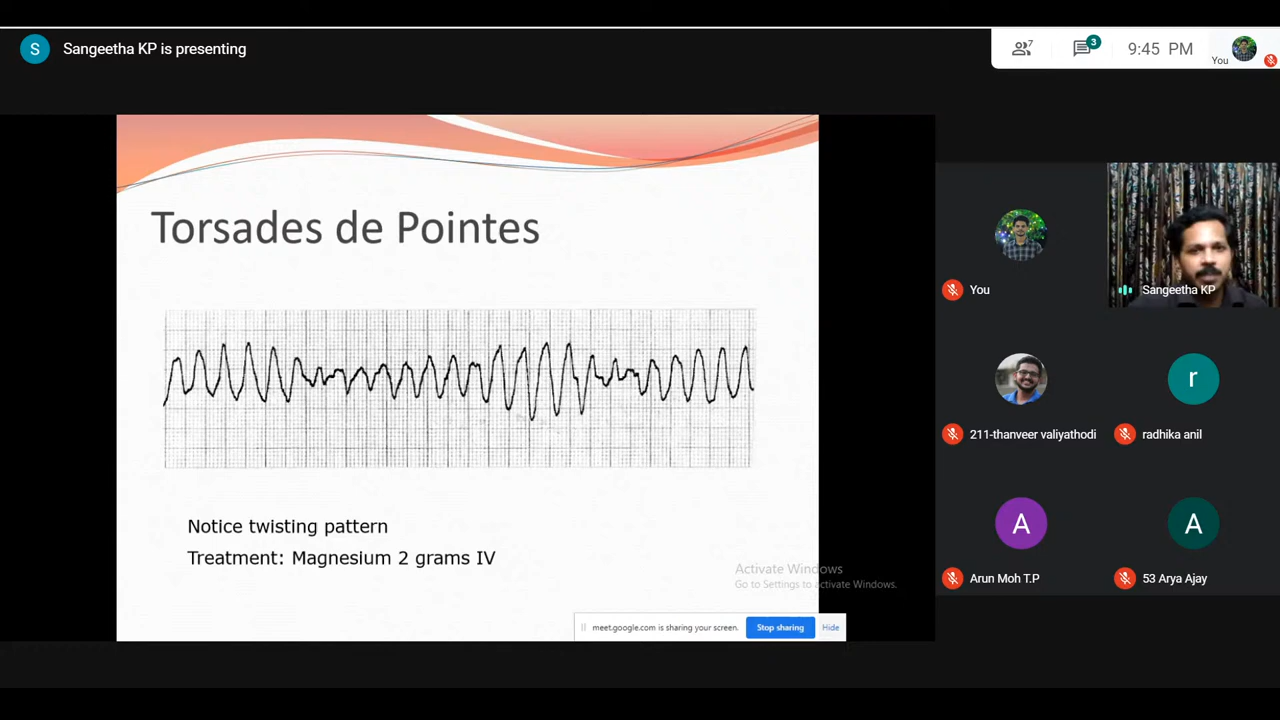 S Sangeetha KP is presenting
7
3
9:45 PM
You
Torsades de Pointes
Notice twisting pattern
Treatment: Magnesium 2 grams IV
Activate Windows
Go to Settings to activate Windows.
meet.google.com is sharing your screen. Stop sharing Hide
You
Sangeetha KP
211-thanveer valiyathodi
r
radhika anil
A
Arun Moh T.P
A
53 Arya Ajay